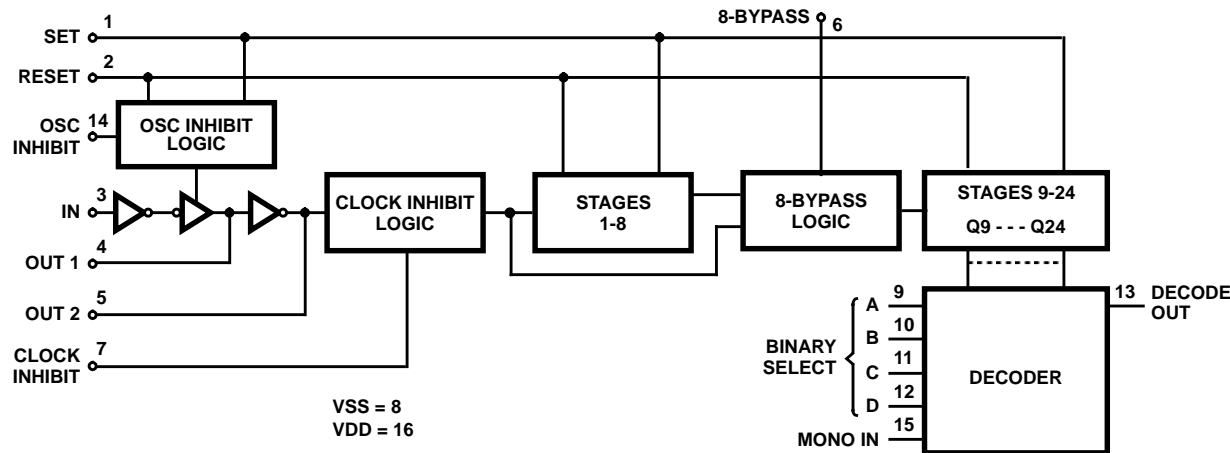 1
SET
2
RESET
8-BYPASS
6
OSC
INHIBIT
14
OSC INHIBIT
LOGIC
3
IN
CLOCK INHIBIT
LOGIC
STAGES
1-8
8-BYPASS
LOGIC
STAGES 9-24
Q9 - - - Q24
4
OUT 1
5
OUT 2
7
CLOCK
INHIBIT
VSS = 8
VDD = 16
BINARY
SELECT
A
9
B
10
C
11
D
12
MONO IN
15
DECODER
13
DECODE
OUT